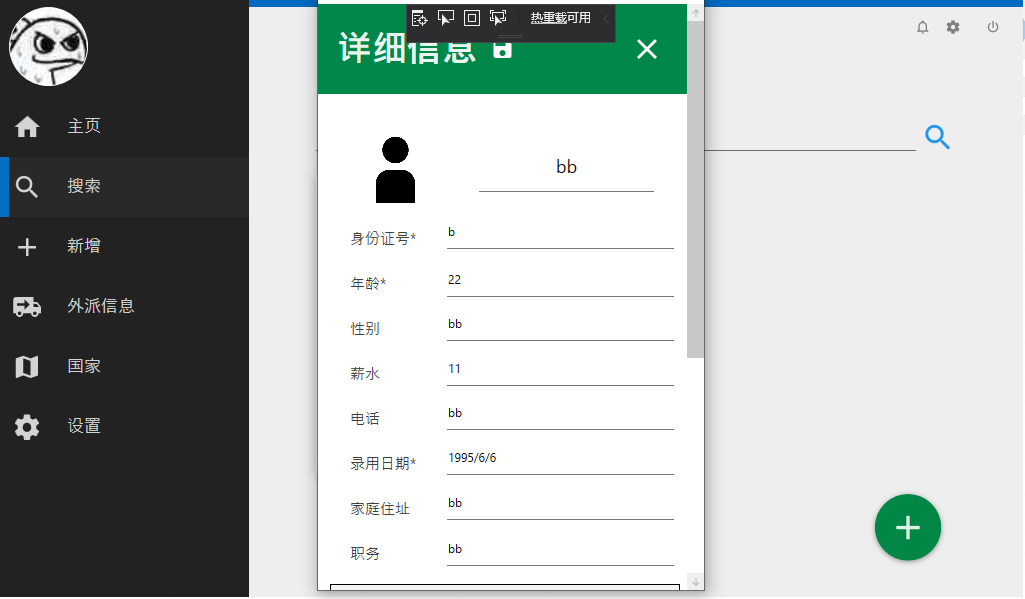 热重载可用
详细信息
主页
搜索
新增
外派信息
国家
设置
bb
身份证号* b
年龄* 22
性别 bb
薪水 11
电话 bb
录用日期* 1995/6/6
家庭住址 bb
职务 bb